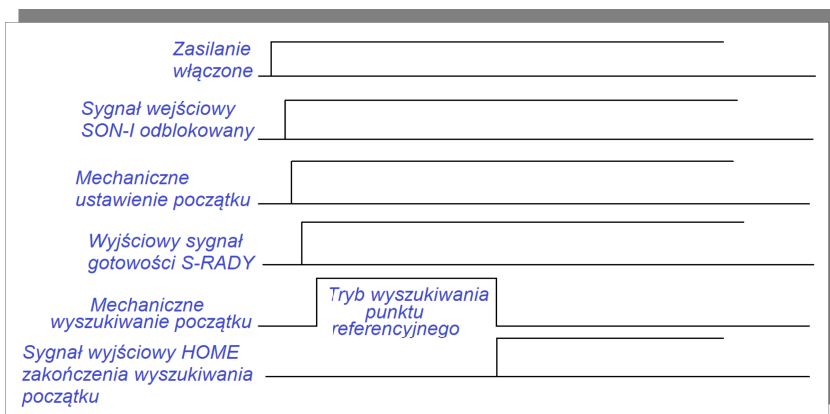 Zasilanie
włączone
Sygnał wejściowy
SON-I odblokowany
Mechaniczne
ustawienie początku
Wyjściowy sygnał
gotowości S-RADY
Mechaniczne
wyszukiwanie początku
Tryb wyszukiwania
punktu
referencyjnego
Sygnał wyjściowy HOME
zakończenia wyszukiwania
początku